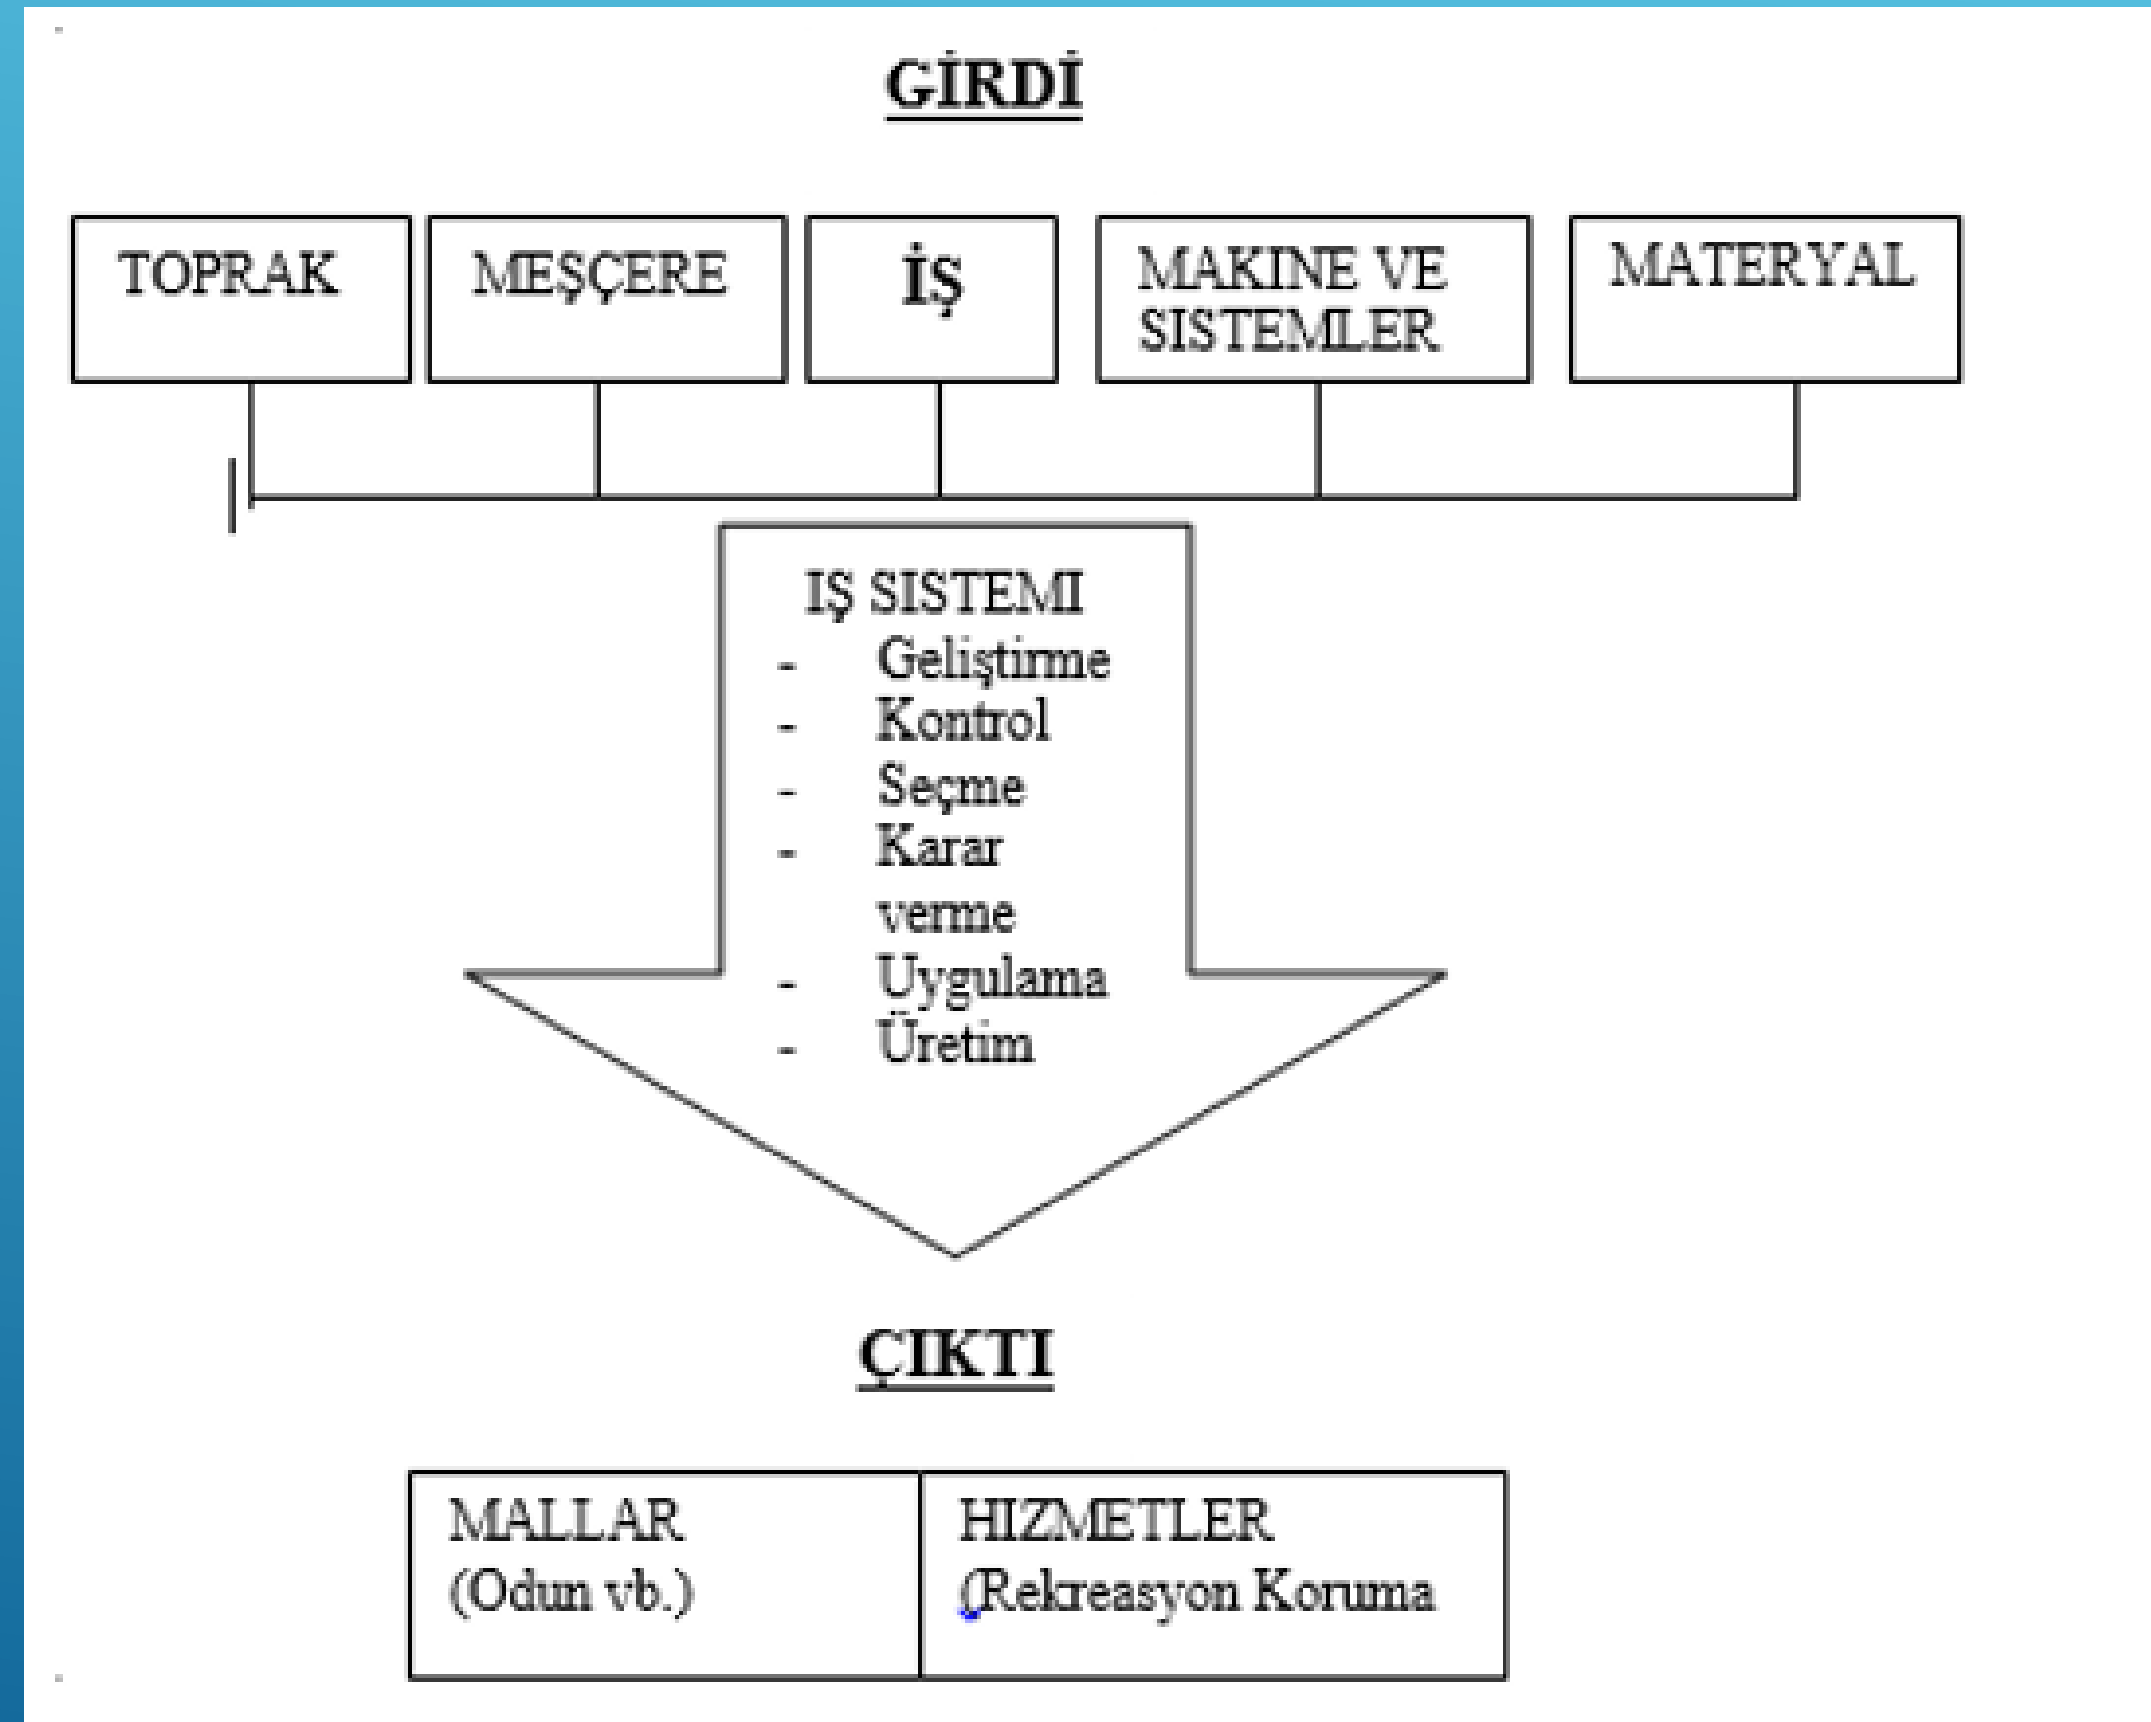 GİRDİ
TOPRAK
MEŞÇERE
İŞ
MAKINE VE
SISTEMLER
MATERYAL
IŞ SISTEMI
- Geliştirme
- Kontrol
- Seçme
- Karar
verme
- Uygulama
- Üretim
ÇIKTI
MALLAR
(Odun vb.)
HIZMETLER
(Rekreasyon Koruma